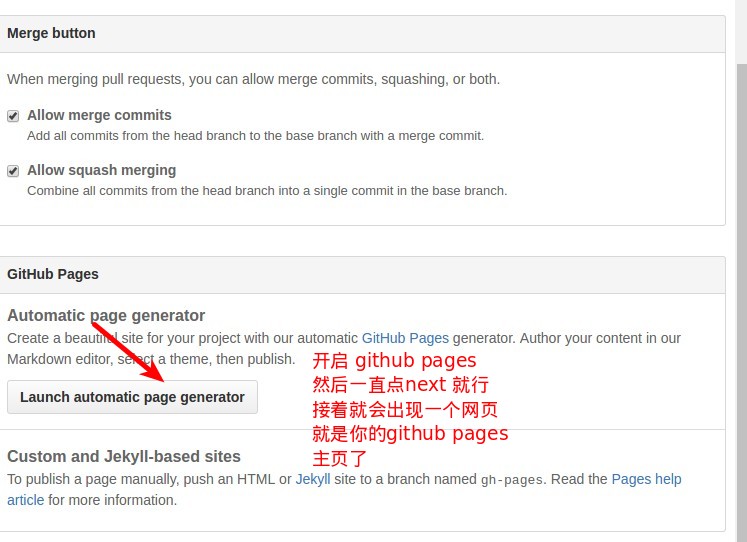 Merge button
When merging pull requests, you can allow merge commits, squashing, or both.
Allow merge commits
Add all commits from the head branch to the base branch with a merge commit.
Allow squash merging
Combine all commits from the head branch into a single commit in the base branch.
GitHub Pages
Automatic page generator
Create a beautiful site for your project with our automatic GitHub Pages generator. Author your content in our
Markdown editor, select a theme, then publish.
开启 github pages
然后一直点next 就行
Launch automatic page generator
接着就会出现一个网页
就是你的github pages
主页了
Custom and Jekyll-based sites
To publish a page manually, push an HTML or Jekyll site to a branch named gh-pages. Read the Pages help
article for more information.